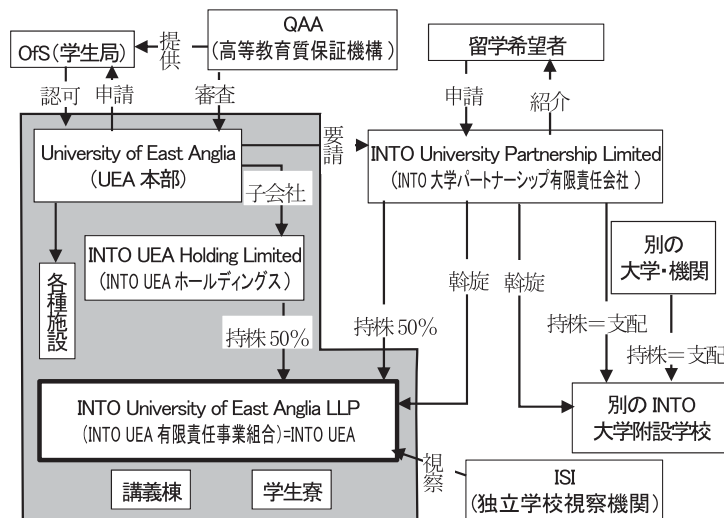 QAA
(高等教育質保証機構)
OfS(学生局)
提供
留学希望者
認可
申請
審査
申請
紹介
University of East Anglia
(UEA 本部)
要請
INTO University Partnership Limited
(INTO 大学パートナーシップ有限責任会社)
子会社
INTO UEA Holding Limited
(INTO UEA ホールディングス)
各種施設
別の
大学・機関
斡旋
斡旋
持株 50%
持株 50%
持株=支配
持株=支配
INTO University of East Anglia LLP
(INTO UEA 有限責任事業組合)=INTO UEA
別の INTO
大学附設学校
視察
講義棟
学生寮
ISI
(独立学校視察機関)